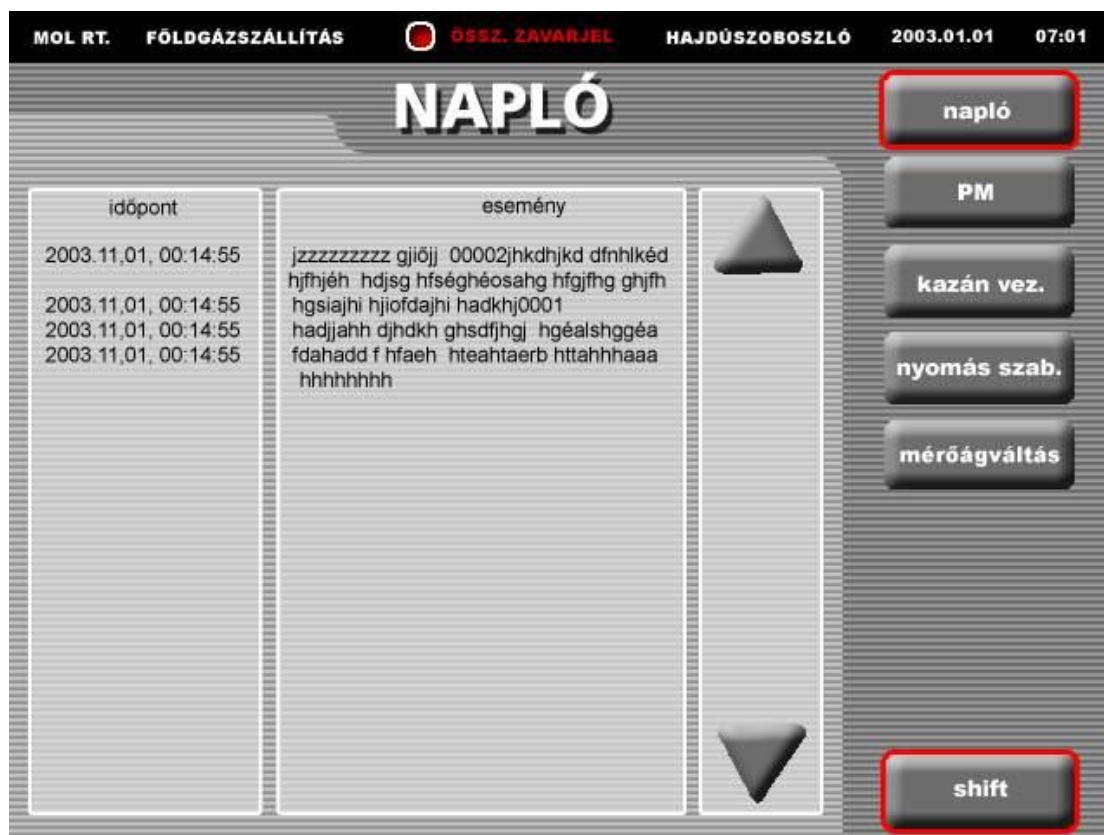 MOL RT. FÖLDGÁZSZÁLLÍTÁS ÖSSZ. ZAVARJEL HAJDÚSZOBOSZLÓ 2003.01.01 07:01
NAPLÓ
időpont esemény
2003.11,01, 00:14:55 jzzzzzzzzz gjiőjj 00002jhkdhjkd dfnhlkéd
hjfhjéh hdjsg hfséghéosahg hfgjfhg ghjfh
2003.11,01, 00:14:55 hgsiajhi hjiofdajhi hadkhj0001
2003.11,01, 00:14:55 hadjjahh djhdkh ghsdfjhgj hgéalshggéa
2003.11,01, 00:14:55 fdahadd f hfaeh hteahtaerb httahhhaaa
hhhhhhhh
napló
PM
kazán vez.
nyomás szab.
mérőágváltás
shift